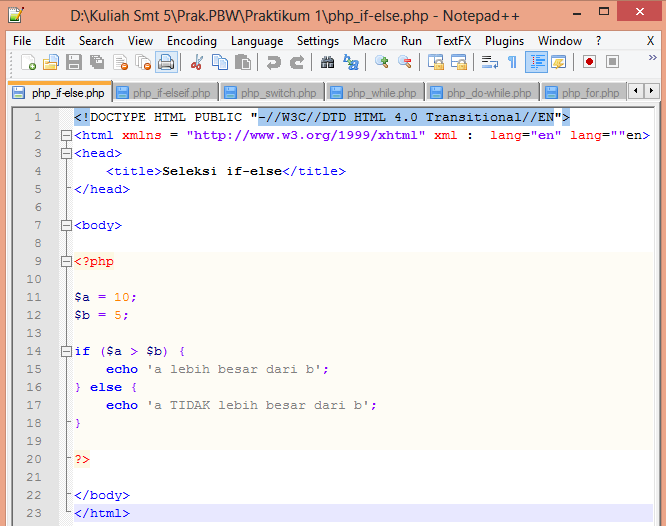 D:\Kuliah Smt 5\Prak.PBW\Praktikum 1\php_if-else.php - Notepad++
File Edit Search View Encoding Language Settings Macro Run TextFX Plugins Window ? X
php_if-else.php php_if-elseif.php php_switch.php php_while.php php_do-while.php php_for.php
1 <!DOCTYPE HTML PUBLIC "-//W3C//DTD HTML 4.0 Transitional//EN">
2 <html xmlns = "http://www.w3.org/1999/xhtml" xml :  lang="en" lang=""en>
3 <head>
4     <title>Seleksi if-else</title>
5 </head>
6
7 <body>
8
9 <?php
10
11 $a = 10;
12 $b = 5;
13
14 if ($a > $b) {
15     echo 'a lebih besar dari b';
16 } else {
17     echo 'a TIDAK lebih besar dari b';
18 }
19
20 ?>
21
22 </body>
23 </html>